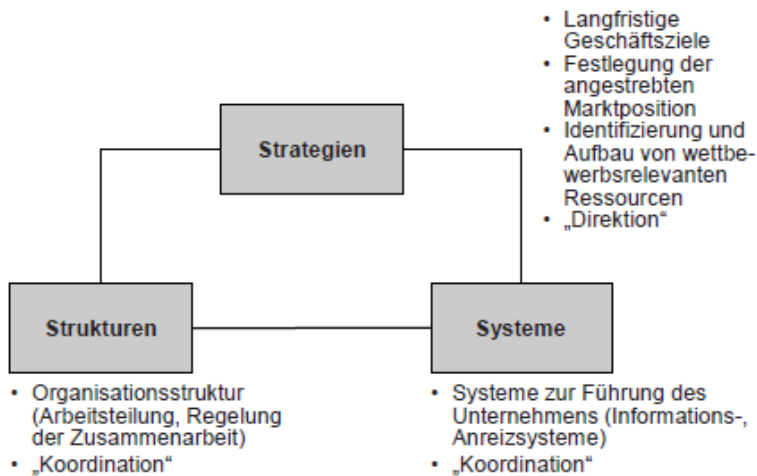 • Langfristige
Geschäftsziele
• Festlegung der
angestrebten
Marktposition
• Identifizierung und
Aufbau von wettbe-
werbsrelevanten
Ressourcen
• „Direktion“
Strategien
Strukturen
Systeme
• Organisationsstruktur
(Arbeitsteilung, Regelung
der Zusammenarbeit)
• „Koordination“
• Systeme zur Führung des
Unternehmens (Informations-,
Anreizsysteme)
• „Koordination“